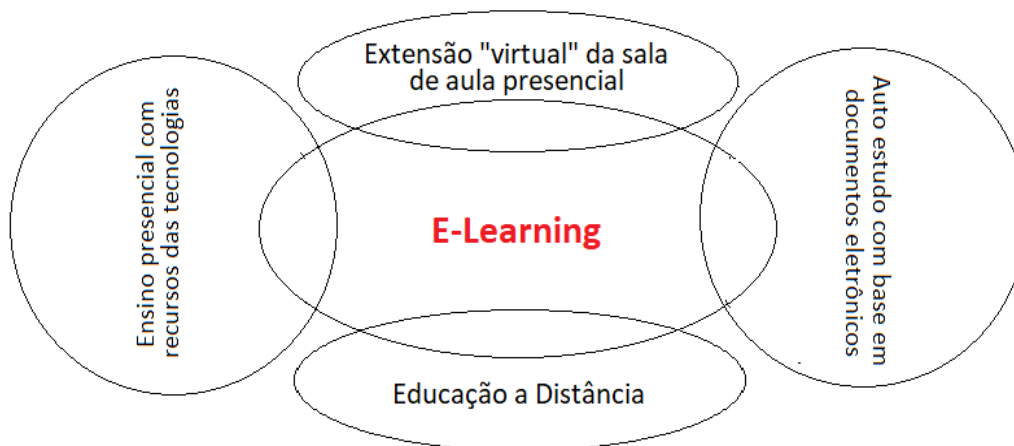 Extensão "virtual" da sala
de aula presencial
Ensino presencial com
recursos das tecnologias
E-Learning
Auto estudo com base em
documentos eletrônicos
Educação a Distância